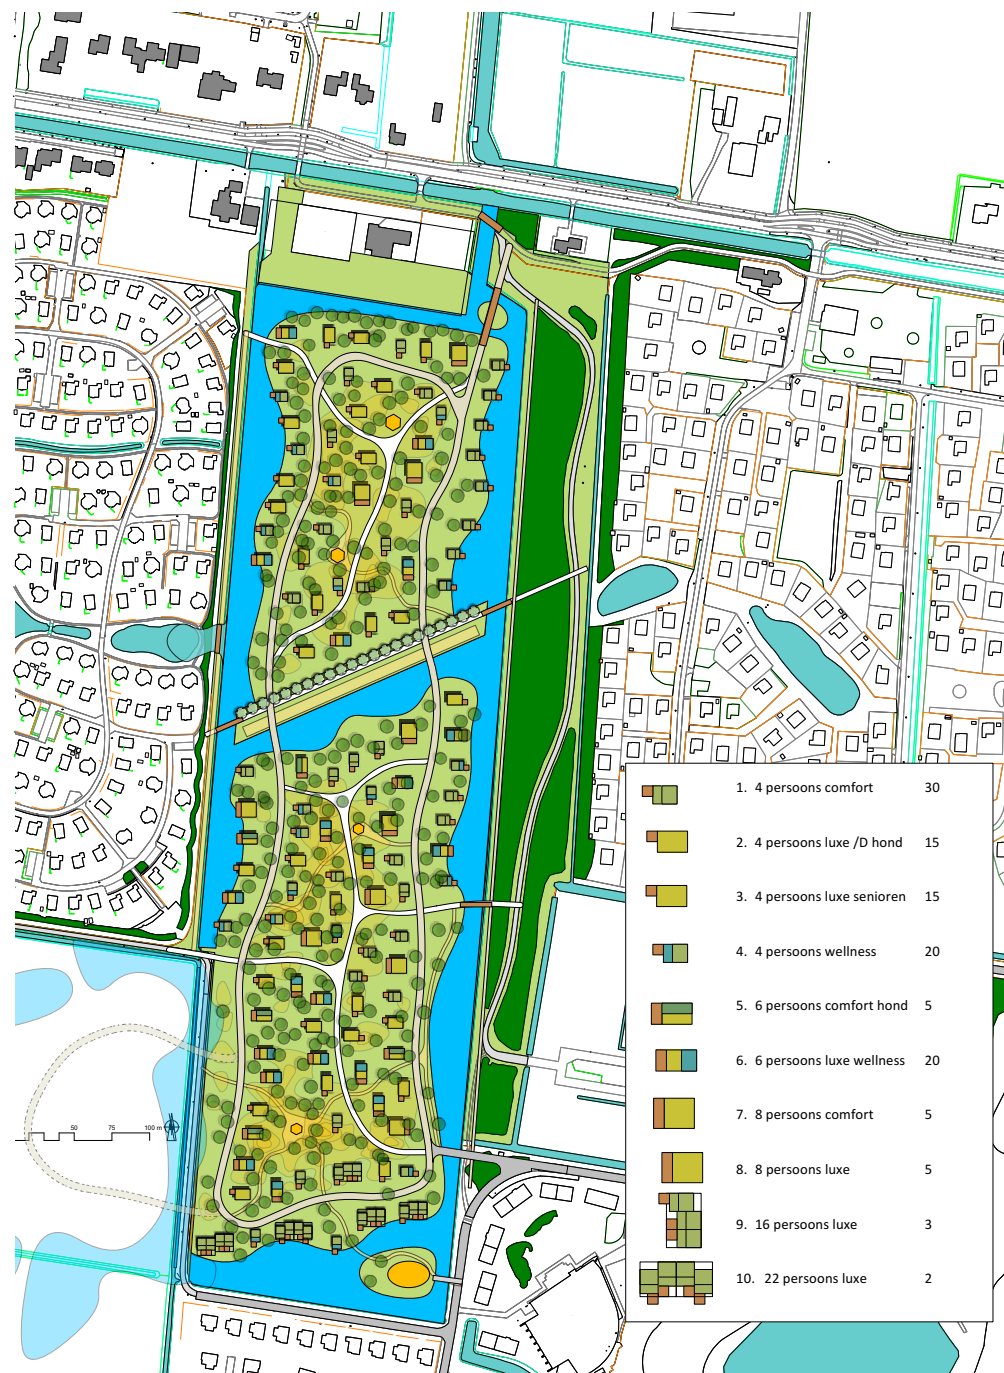 1. 4 persoons comfort 30
2. 4 persoons luxe /D hond 15
3. 4 persoons luxe senioren 15
4. 4 persoons wellness 20
5. 6 persoons comfort hond 5
6. 6 persoons luxe wellness 20
7. 8 persoons comfort 5
8. 8 persoons luxe 5
9. 16 persoons luxe 3
10. 22 persoons luxe 2
50 75 100 m